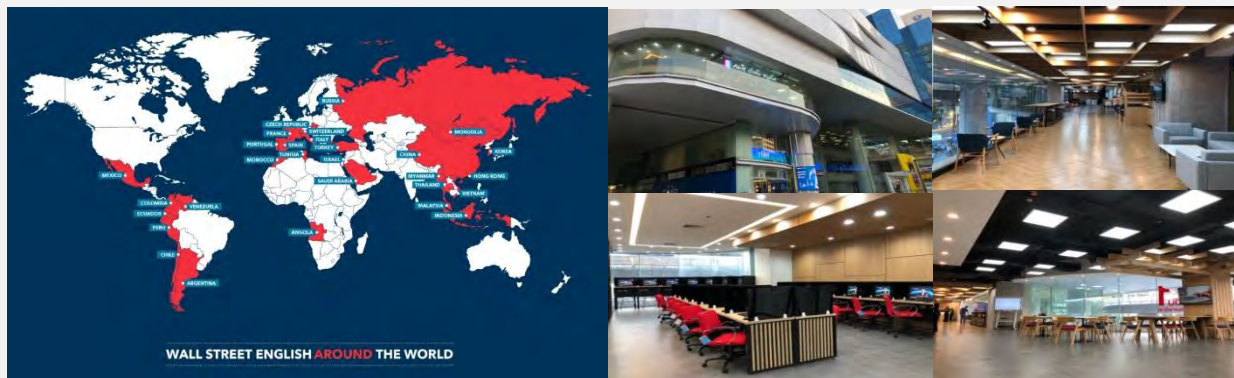 RUSSIA
CZECH REPUBLIC
FRANCE
SWITZERLAND
ITALY
PORTUGAL
SPAIN
TURKEY
TUNISIA
MOROCCO
ISRAEL
SAUDI ARABIA
MONGOLIA
CHINA
KOREA
MYANMAR
HONG KONG
THAILAND
VIETNAM
MALAYSIA
INDONESIA
MEXICO
COLOMBIA
VENEZUELA
ECUADOR
PERU
ANGOLA
CHILE
ARGENTINA
WALL STREET ENGLISH AROUND THE WORLD